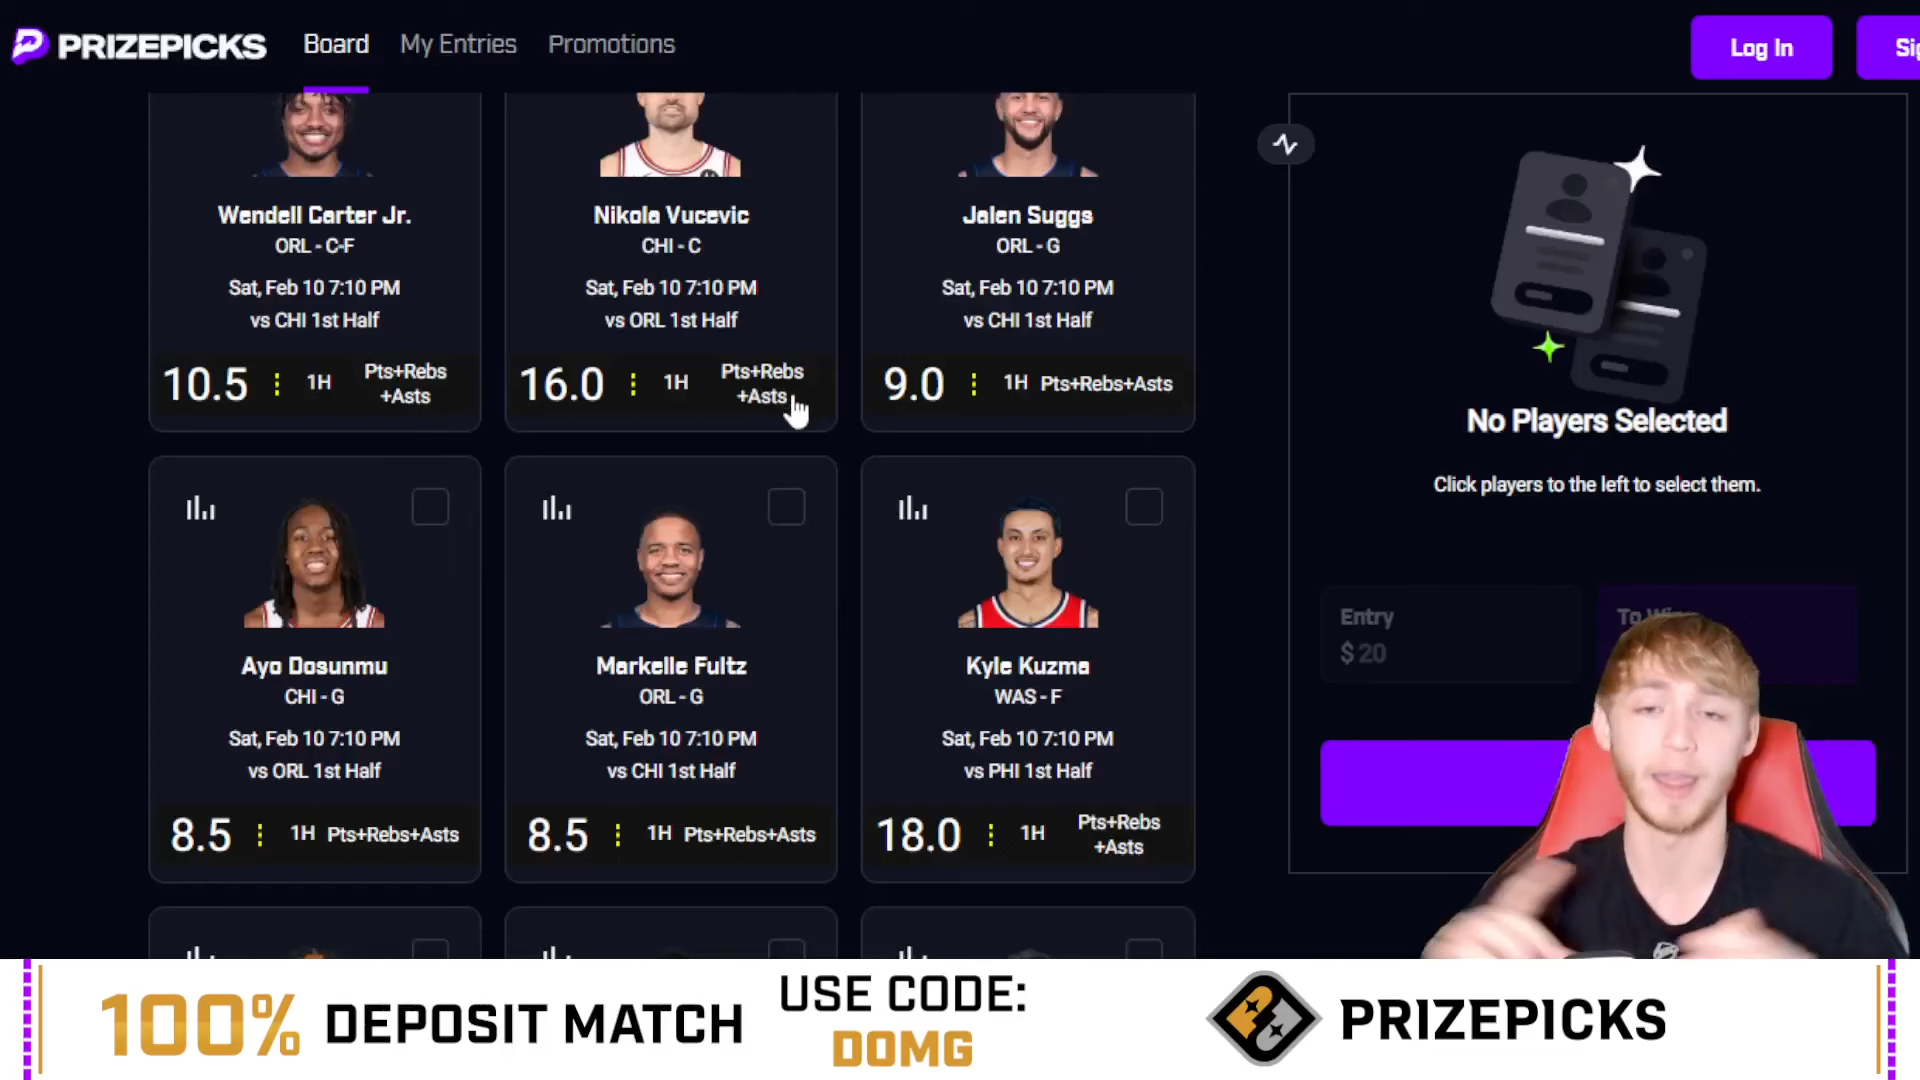 PRIZEPICKS Board My Entries Promotions Log In
Wendell Carter Jr.
ORL - C-F
Sat, Feb 10 7:10 PM
vs CHI 1st Half
10.5 1H Pts+Rebs
+Asts
Nikola Vucevic
CHI - C
Sat, Feb 10 7:10 PM
vs ORL 1st Half
16.0 1H Pts+Rebs
+Asts
Jalen Suggs
ORL - G
Sat, Feb 10 7:10 PM
vs CHI 1st Half
9.0 1H Pts+Rebs+Asts
Ayo Dosunmu
CHI - G
Sat, Feb 10 7:10 PM
vs ORL 1st Half
8.5 1H Pts+Rebs+Asts
Markelle Fultz
ORL - G
Sat, Feb 10 7:10 PM
vs CHI 1st Half
8.5 1H Pts+Rebs+Asts
Kyle Kuzma
WAS - F
Sat, Feb 10 7:10 PM
vs PHI 1st Half
18.0 1H Pts+Rebs
+Asts
No Players Selected
Click players to the left to select them.
Entry
$ 20
To Win
100% DEPOSIT MATCH
USE CODE:
DOMG
PRIZEPICKS